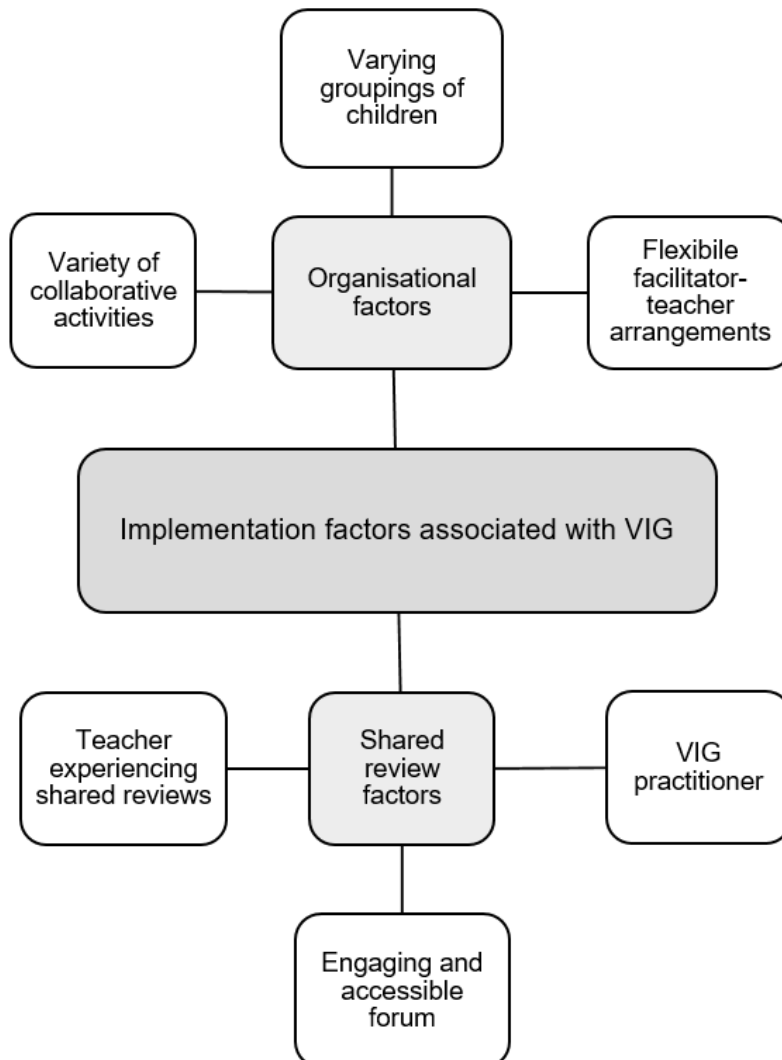 Varying
groupings of
children
Variety of
collaborative
activities
Organisational
factors
Flexibile
facilitator-
teacher
arrangements
Implementation factors associated with VIG
Teacher
experiencing
shared reviews
Shared
review
factors
VIG
practitioner
Engaging and
accessible
forum